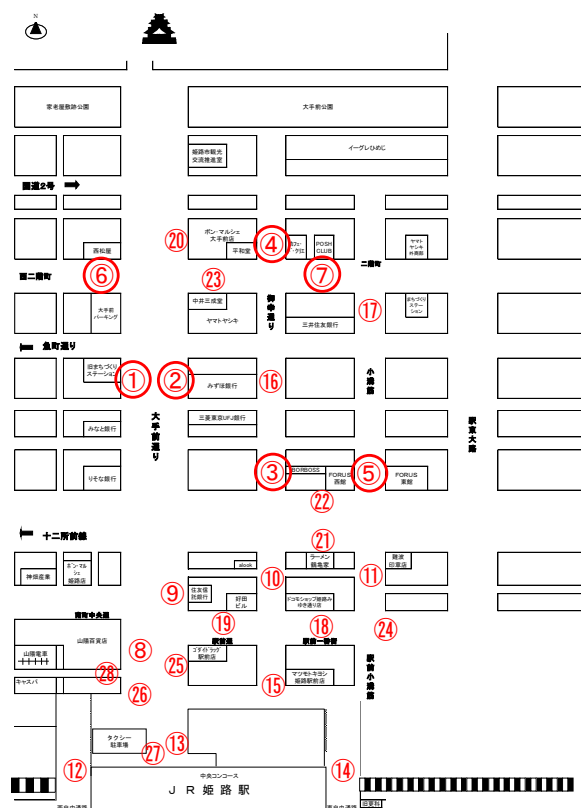 N
家老屋敷跡公園
大手前公園
姫路市観光
交流推進室
イーグレひめじ
国道2号
⑳
ボン・マルシェ
大手前店
平和堂
④
POSH
CLUB
ヤマト
ヤシキ
外商部
西松屋
二階町
⑥
⑦
西二階町
㉓
大手前
パーキング
中井三成堂
ヤマトヤシキ
御幸通り
三井住友銀行
⑰
まちづくり
ステー
ション
魚町通り
旧まちづくり
ステーション
①
②
みずほ銀行
⑯
小溝筋
みなと銀行
大手前通り
三菱東京UFJ銀行
駅東大路
りそな銀行
③
BORBOSS
FORUS
西館
⑤
FORUS
東館
㉒
十二所前線
㉑
神畑産業
ボン・マル
シェ
姫路店
alook
ラーメン
鶴亀家
難波
印章店
⑨
住友信
託銀行
好田
ビル
⑩
ドコモショップ姫路み
ゆき通り店
⑪
南町中央通
⑲
⑱
㉔
山陽百貨店
駅前通
駅前一番街
山陽電車
⑧
ゴダイドラッグ
駅前店
㉕
マツモトキヨシ
姫路駅前店
駅前小溝筋
キャスパ
㉘
㉖
⑮
タクシー
駐車場
㉗
⑬
⑫
中央コンコース
JR姫路駅
⑭
旧更科